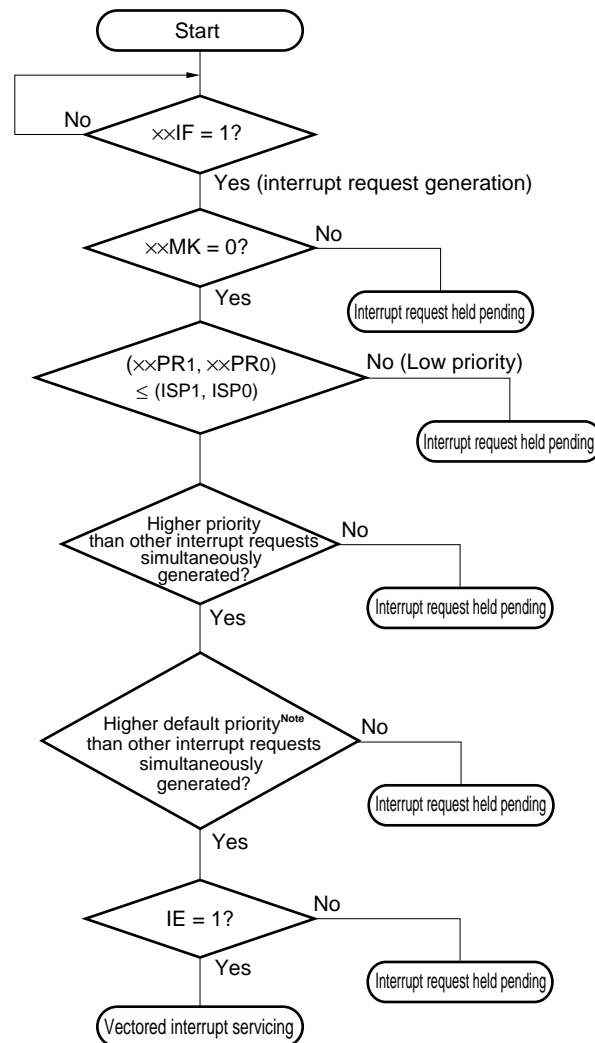 Start
No
××IF = 1?
Yes (interrupt request generation)
No
××MK = 0?
Yes
Interrupt request held pending
(××PR1, ××PR0)
≤ (ISP1, ISP0)
No (Low priority)
Interrupt request held pending
Higher priority
than other interrupt requests
simultaneously
generated?
No
Interrupt request held pending
Yes
Higher default priorityNote
than other interrupt requests
simultaneously
generated?
No
Interrupt request held pending
Yes
IE = 1?
No
Yes
Interrupt request held pending
Vectored interrupt servicing